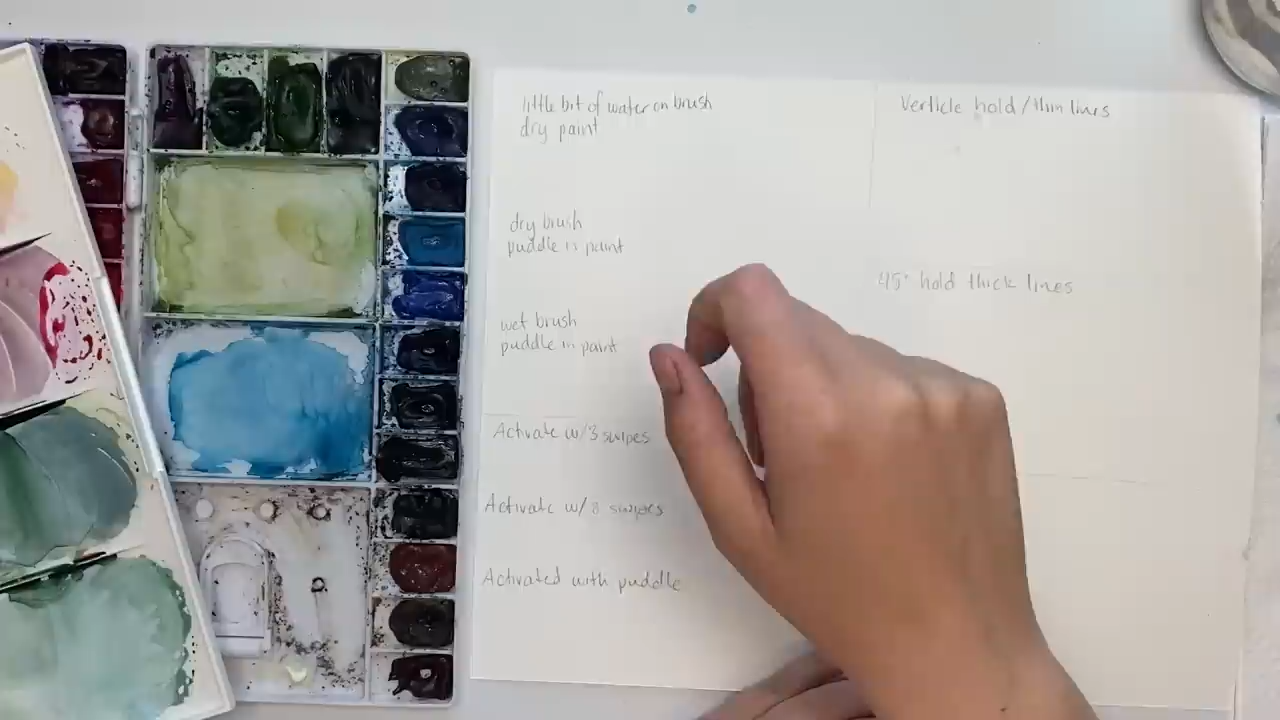 little bit of water on brush
dry paint
dry brush
puddle in paint
wet brush
puddle in paint
Activate w/3 swipes
Activate w/ 8 swipes
Activated with puddle
Verticle hold/thin lines
45° hold thick lines